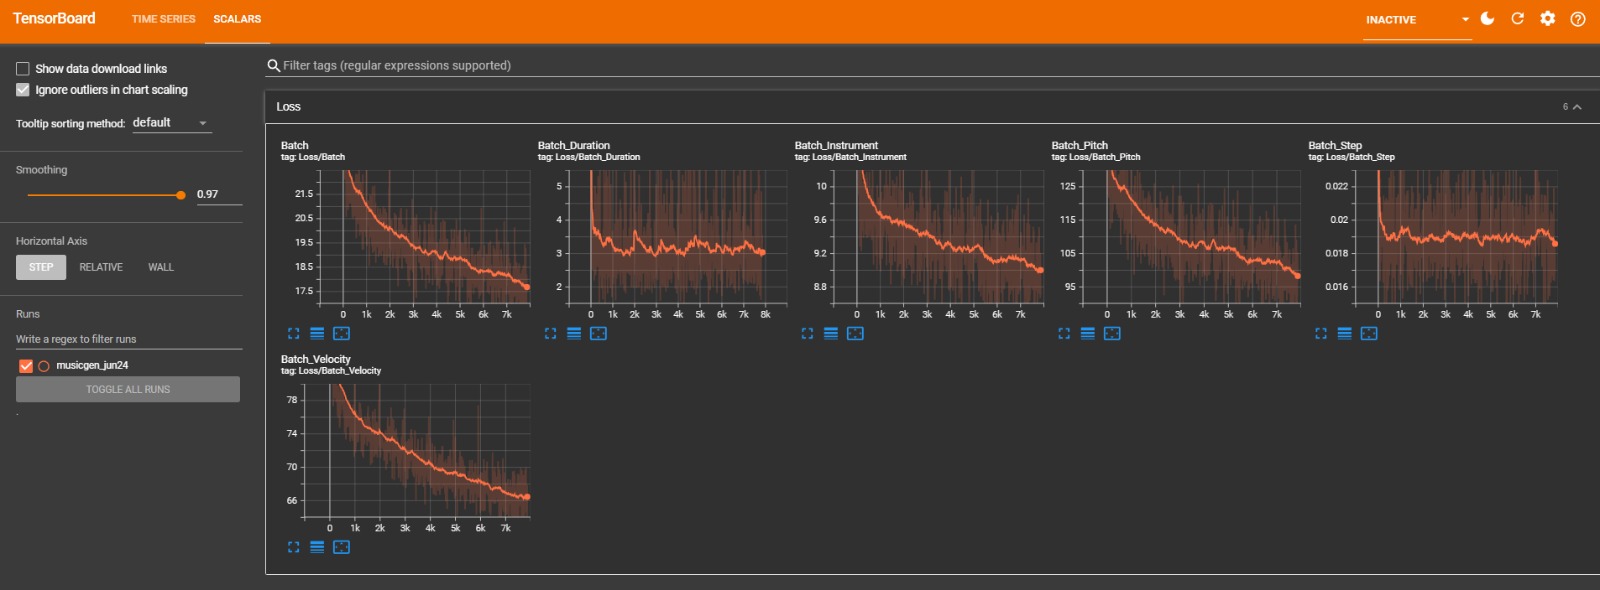 TensorBoard
TIME SERIES
SCALARS
INACTIVE
Show data download links
Ignore outliers in chart scaling
Tooltip sorting method: default
Smoothing
0.97
Horizontal Axis
STEP
RELATIVE
WALL
Runs
Write a regex to filter runs
musicgen_jun24
TOGGLE ALL RUNS
.
Filter tags (regular expressions supported)
Loss
6
Batch
tag: Loss/Batch
21.5
20.5
19.5
18.5
17.5
0 1k 2k 3k 4k 5k 6k 7k
Batch_Duration
tag: Loss/Batch_Duration
5
4
3
2
0 1k 2k 3k 4k 5k 6k 7k 8k
Batch_Instrument
tag: Loss/Batch_Instrument
10
9.6
9.2
8.8
0 1k 2k 3k 4k 5k 6k 7k
Batch_Pitch
tag: Loss/Batch_Pitch
125
115
105
95
0 1k 2k 3k 4k 5k 6k 7k
Batch_Step
tag: Loss/Batch_Step
0.022
0.02
0.018
0.016
0 1k 2k 3k 4k 5k 6k 7k
Batch_Velocity
tag: Loss/Batch_Velocity
78
74
70
66
0 1k 2k 3k 4k 5k 6k 7k